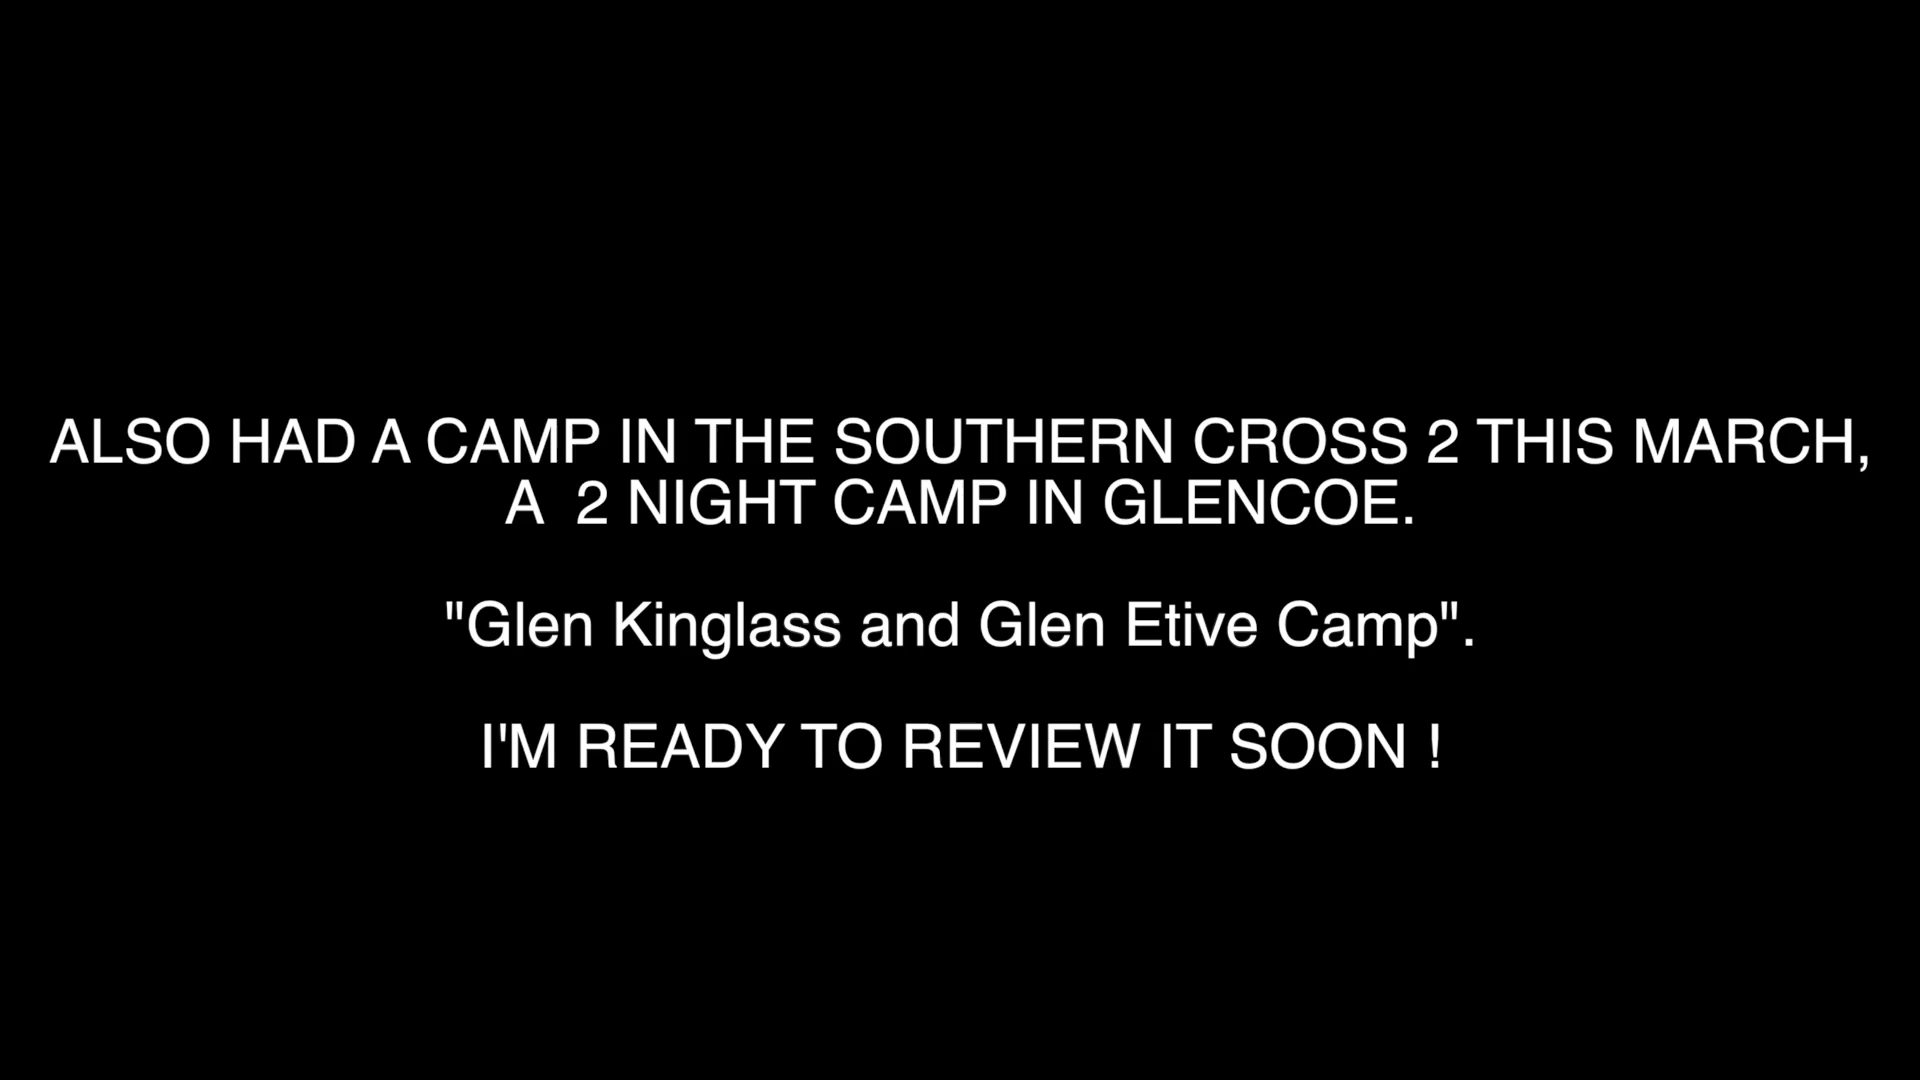 ALSO HAD A CAMP IN THE SOUTHERN CROSS 2 THIS MARCH,
A  2 NIGHT CAMP IN GLENCOE.
"Glen Kinglass and Glen Etive Camp".
I'M READY TO REVIEW IT SOON !